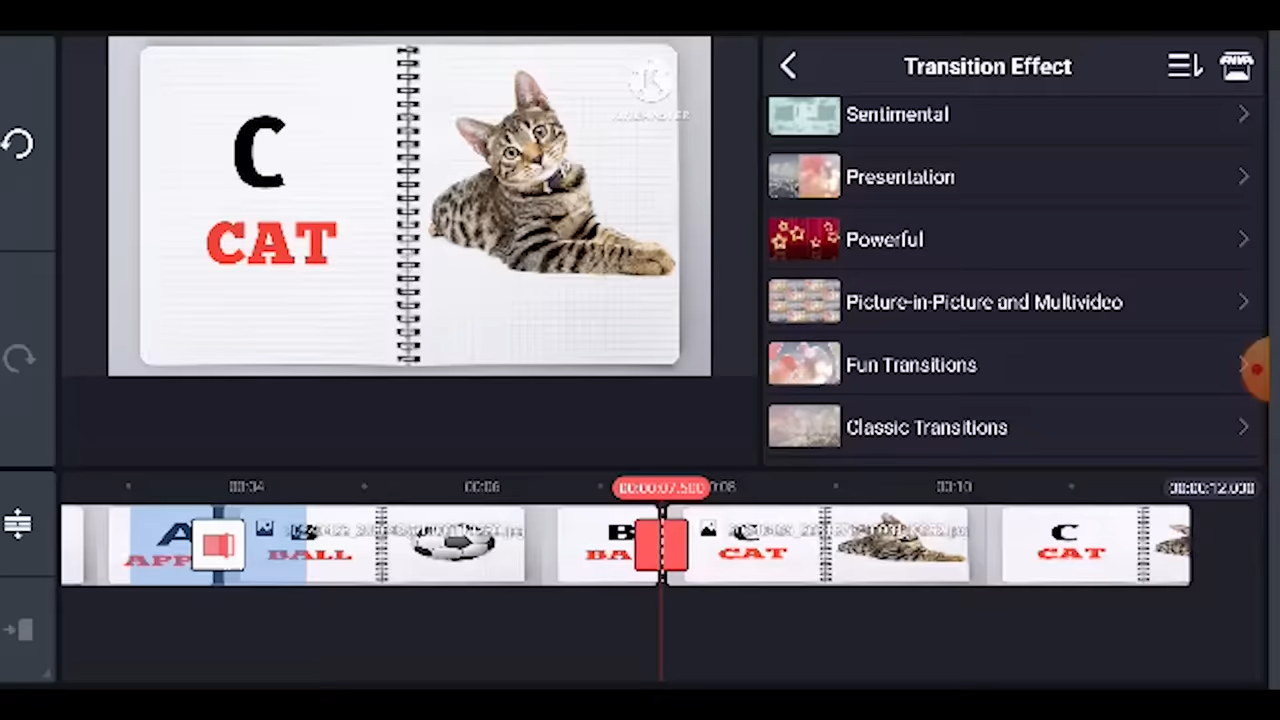 Transition Effect
Sentimental
Presentation
Powerful
Picture-in-Picture and Multivideo
Fun Transitions
Classic Transitions
C
CAT
00:04
00:06
00:00:07.500
00:10
00:00:12.000
A
APP
BALL
B
BA
CAT
C
CAT